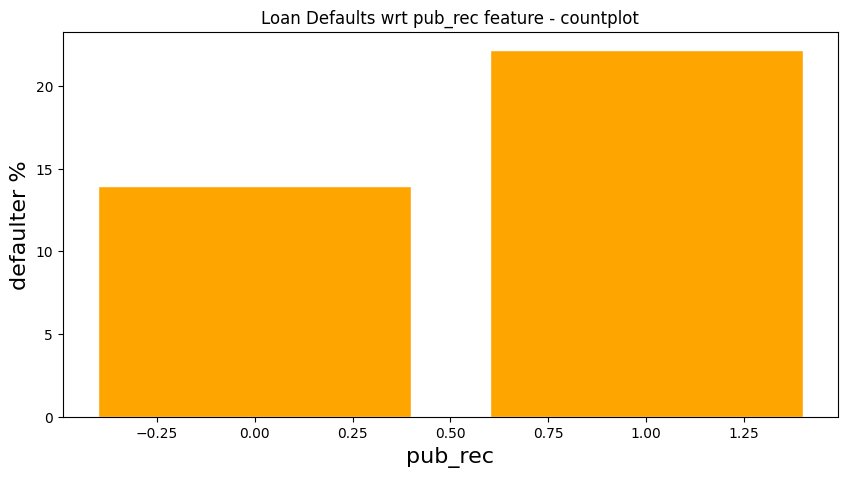 Loan Defaults wrt pub_rec feature - countplot
defaulter %
20
15
10
5
0
−0.25 0.00 0.25 0.50 0.75 1.00 1.25
pub_rec